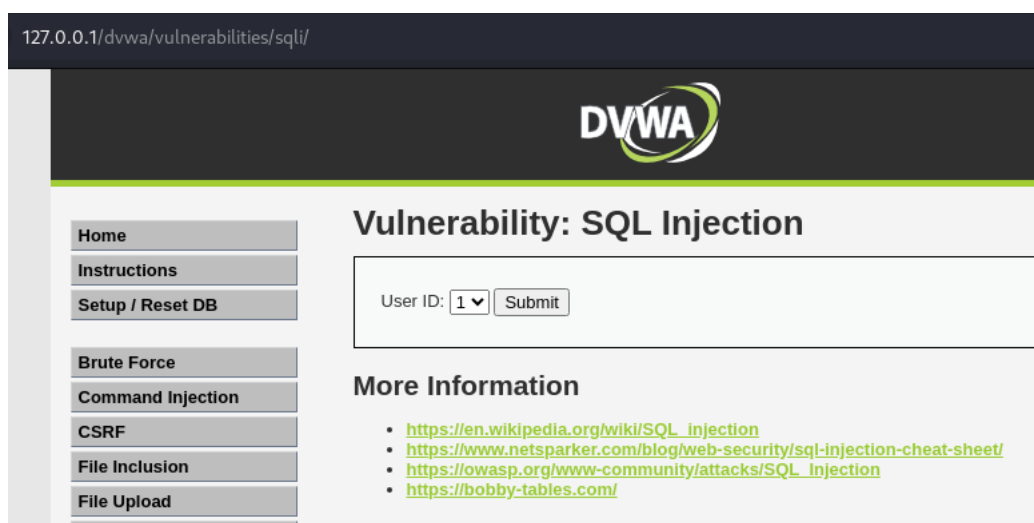 127.0.0.1/dvwa/vulnerabilities/sqli/
DVWA
Home
Instructions
Setup / Reset DB
Brute Force
Command Injection
CSRF
File Inclusion
File Upload
Vulnerability: SQL Injection
User ID: 1 Submit
More Information
https://en.wikipedia.org/wiki/SQL_injection
https://www.netsparker.com/blog/web-security/sql-injection-cheat-sheet/
https://owasp.org/www-community/attacks/SQL_Injection
https://bobby-tables.com/